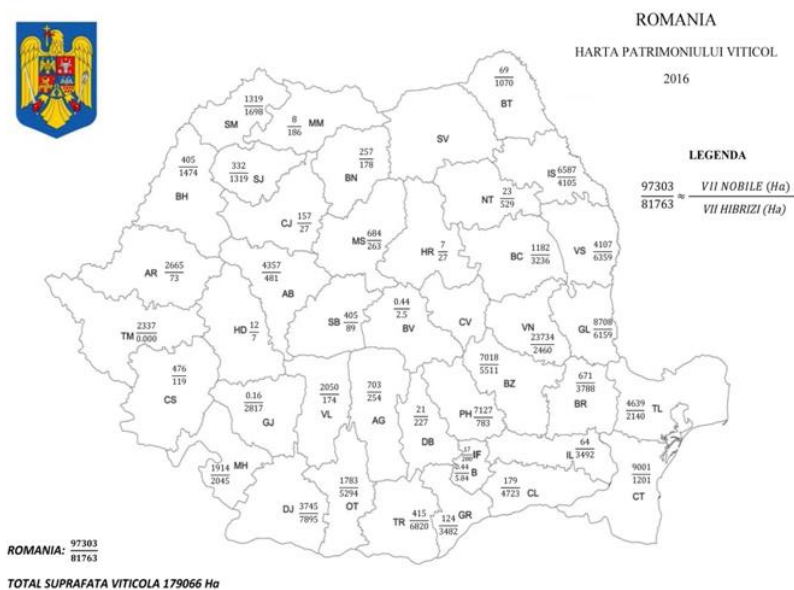 ROMANIA
HARTA PATRIMONIULUI VITICOL
2016
LEGENDA
97303 / 81763 ≈ VII NOBILE (Ha) / VII HIBRIZI (Ha)
69
1070
BT
1319
1698
SM
8
186
MM
SV
405
1474
BH
332
1319 SJ
257
178
BN
23
529
NT
IS 6587
4105
CJ 157
27
MS 684
263
HR 7
27
BC 1182
3236
VS 4107
6359
AR 2665
73
4357
481
AB
TM 2337
0.000
HD 12
7
SB 405
89
0.44
2.5
BV
CV
VN
23734
2460
GL 8708
6159
476
119
CS
0.16
2817
GJ
2050
174
VL
703
254
AG
21
227
DB
PH 7127
783
7018
5511
BZ
671
3788
BR
4639
2140
TL
1914
2045
MH
DJ 3745
7895
1783
5294
OT
TR 415
6820
124
3482
GR
17
IF
0.44
5.84
B
179
4723
CL
64
IL 3492
9001
1201
CT
ROMANIA: 97303 / 81763
TOTAL SUPRAFATA VITICOLA 179066 Ha